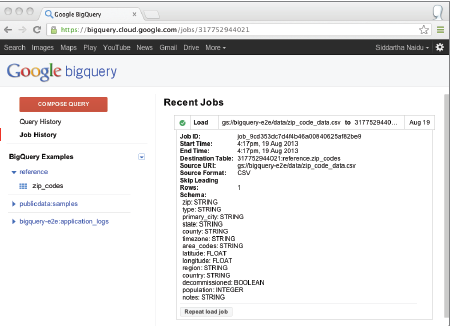 Google BigQuery
https://bigquery.cloud.google.com/jobs/317752944021
Search Images Maps Play YouTube News Gmail Drive More Siddartha Naidu
Google bigquery
COMPOSE QUERY
Query History
Job History
BigQuery Examples
reference
zip_codes
publicdata:samples
bigquery-e2e:application_logs
Recent Jobs
Load gs://bigquery-e2e/data/zip_code_data.csv to 3177529440... Aug 19
Job ID: job_9cd353dc7d4f4b46a00840625af82be9
Start Time: 4:17pm, 19 Aug 2013
End Time: 4:17pm, 19 Aug 2013
Destination Table: 317752944021:reference.zip_codes
Source URI: gs://bigquery-e2e/data/zip_code_data.csv
Source Format: CSV
Skip Leading
Rows: 1
Schema:
zip: STRING
type: STRING
primary_city: STRING
state: STRING
county: STRING
timezone: STRING
area_codes: STRING
latitude: FLOAT
longitude: FLOAT
region: STRING
country: STRING
decommissioned: BOOLEAN
population: INTEGER
notes: STRING
Repeat load job